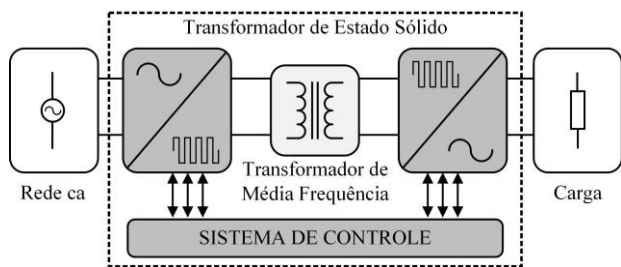 Transformador de Estado Sólido
Rede ca
Transformador de
Média Frequência
Carga
SISTEMA DE CONTROLE